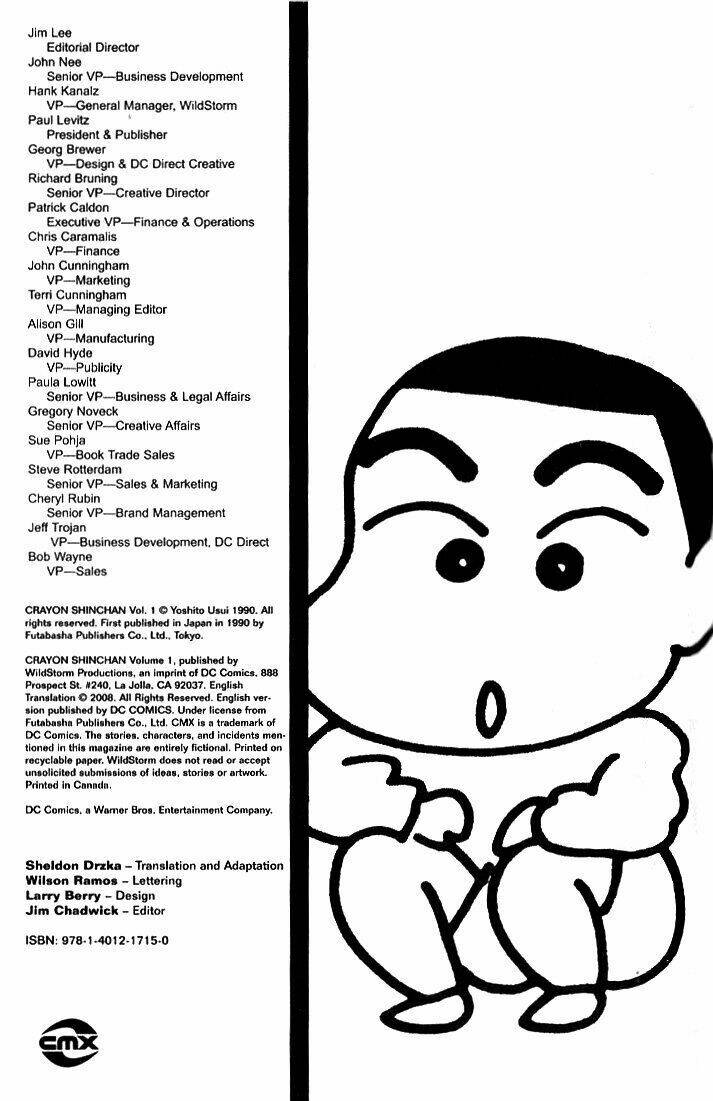 Jim Lee
Editorial Director
John Nee
Senior VP—Business Development
Hank Kanalz
VP—General Manager, WildStorm
Paul Levitz
President & Publisher
Georg Brewer
VP—Design & DC Direct Creative
Richard Bruning
Senior VP—Creative Director
Patrick Caldon
Executive VP—Finance & Operations
Chris Caramalis
VP—Finance
John Cunningham
VP—Marketing
Terri Cunningham
VP—Managing Editor
Alison Gill
VP—Manufacturing
David Hyde
VP—Publicity
Paula Lowitt
Senior VP—Business & Legal Affairs
Gregory Noveck
Senior VP—Creative Affairs
Sue Pohja
VP—Book Trade Sales
Steve Rotterdam
Senior VP—Sales & Marketing
Cheryl Rubin
Senior VP—Brand Management
Jeff Trojan
VP—Business Development, DC Direct
Bob Wayne
VP—Sales
CRAYON SHINCHAN Vol. 1 © Yoshito Usui 1990. All
rights reserved. First published in Japan in 1990 by
Futabasha Publishers Co., Ltd., Tokyo.
CRAYON SHINCHAN Volume 1, published by
WildStorm Productions, an imprint of DC Comics, 888
Prospect St. #240, La Jolla, CA 92037. English
Translation © 2008. All Rights Reserved. English ver-
sion published by DC COMICS. Under license from
Futabasha Publishers Co., Ltd. CMX is a trademark of
DC Comics. The stories, characters, and incidents men-
tioned in this magazine are entirely fictional. Printed on
recyclable paper. WildStorm does not read or accept
unsolicited submissions of ideas, stories or artwork.
Printed in Canada.
DC Comics, a Warner Bros. Entertainment Company.
Sheldon Drzka – Translation and Adaptation
Wilson Ramos – Lettering
Larry Berry – Design
Jim Chadwick – Editor
ISBN: 978-1-4012-1715-0
cmx